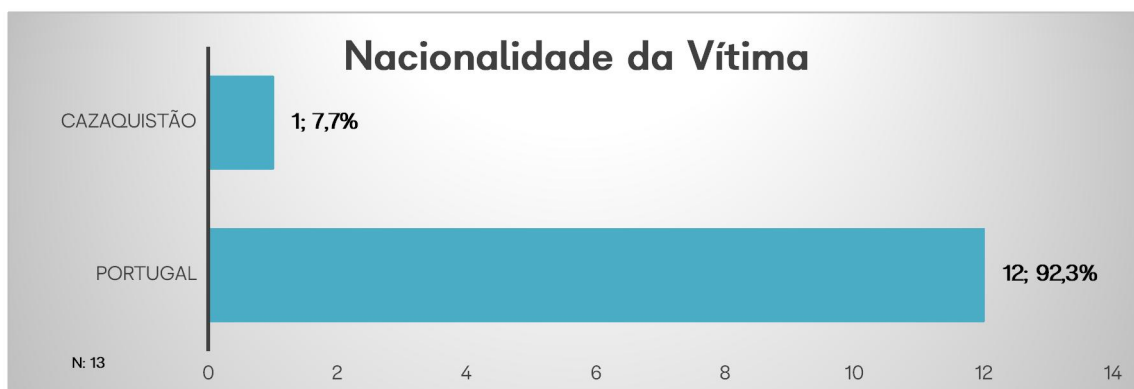 Nacionalidade da Vítima
CAZAQUISTÃO
1; 7,7%
PORTUGAL
12; 92,3%
N: 13
0 2 4 6 8 10 12 14